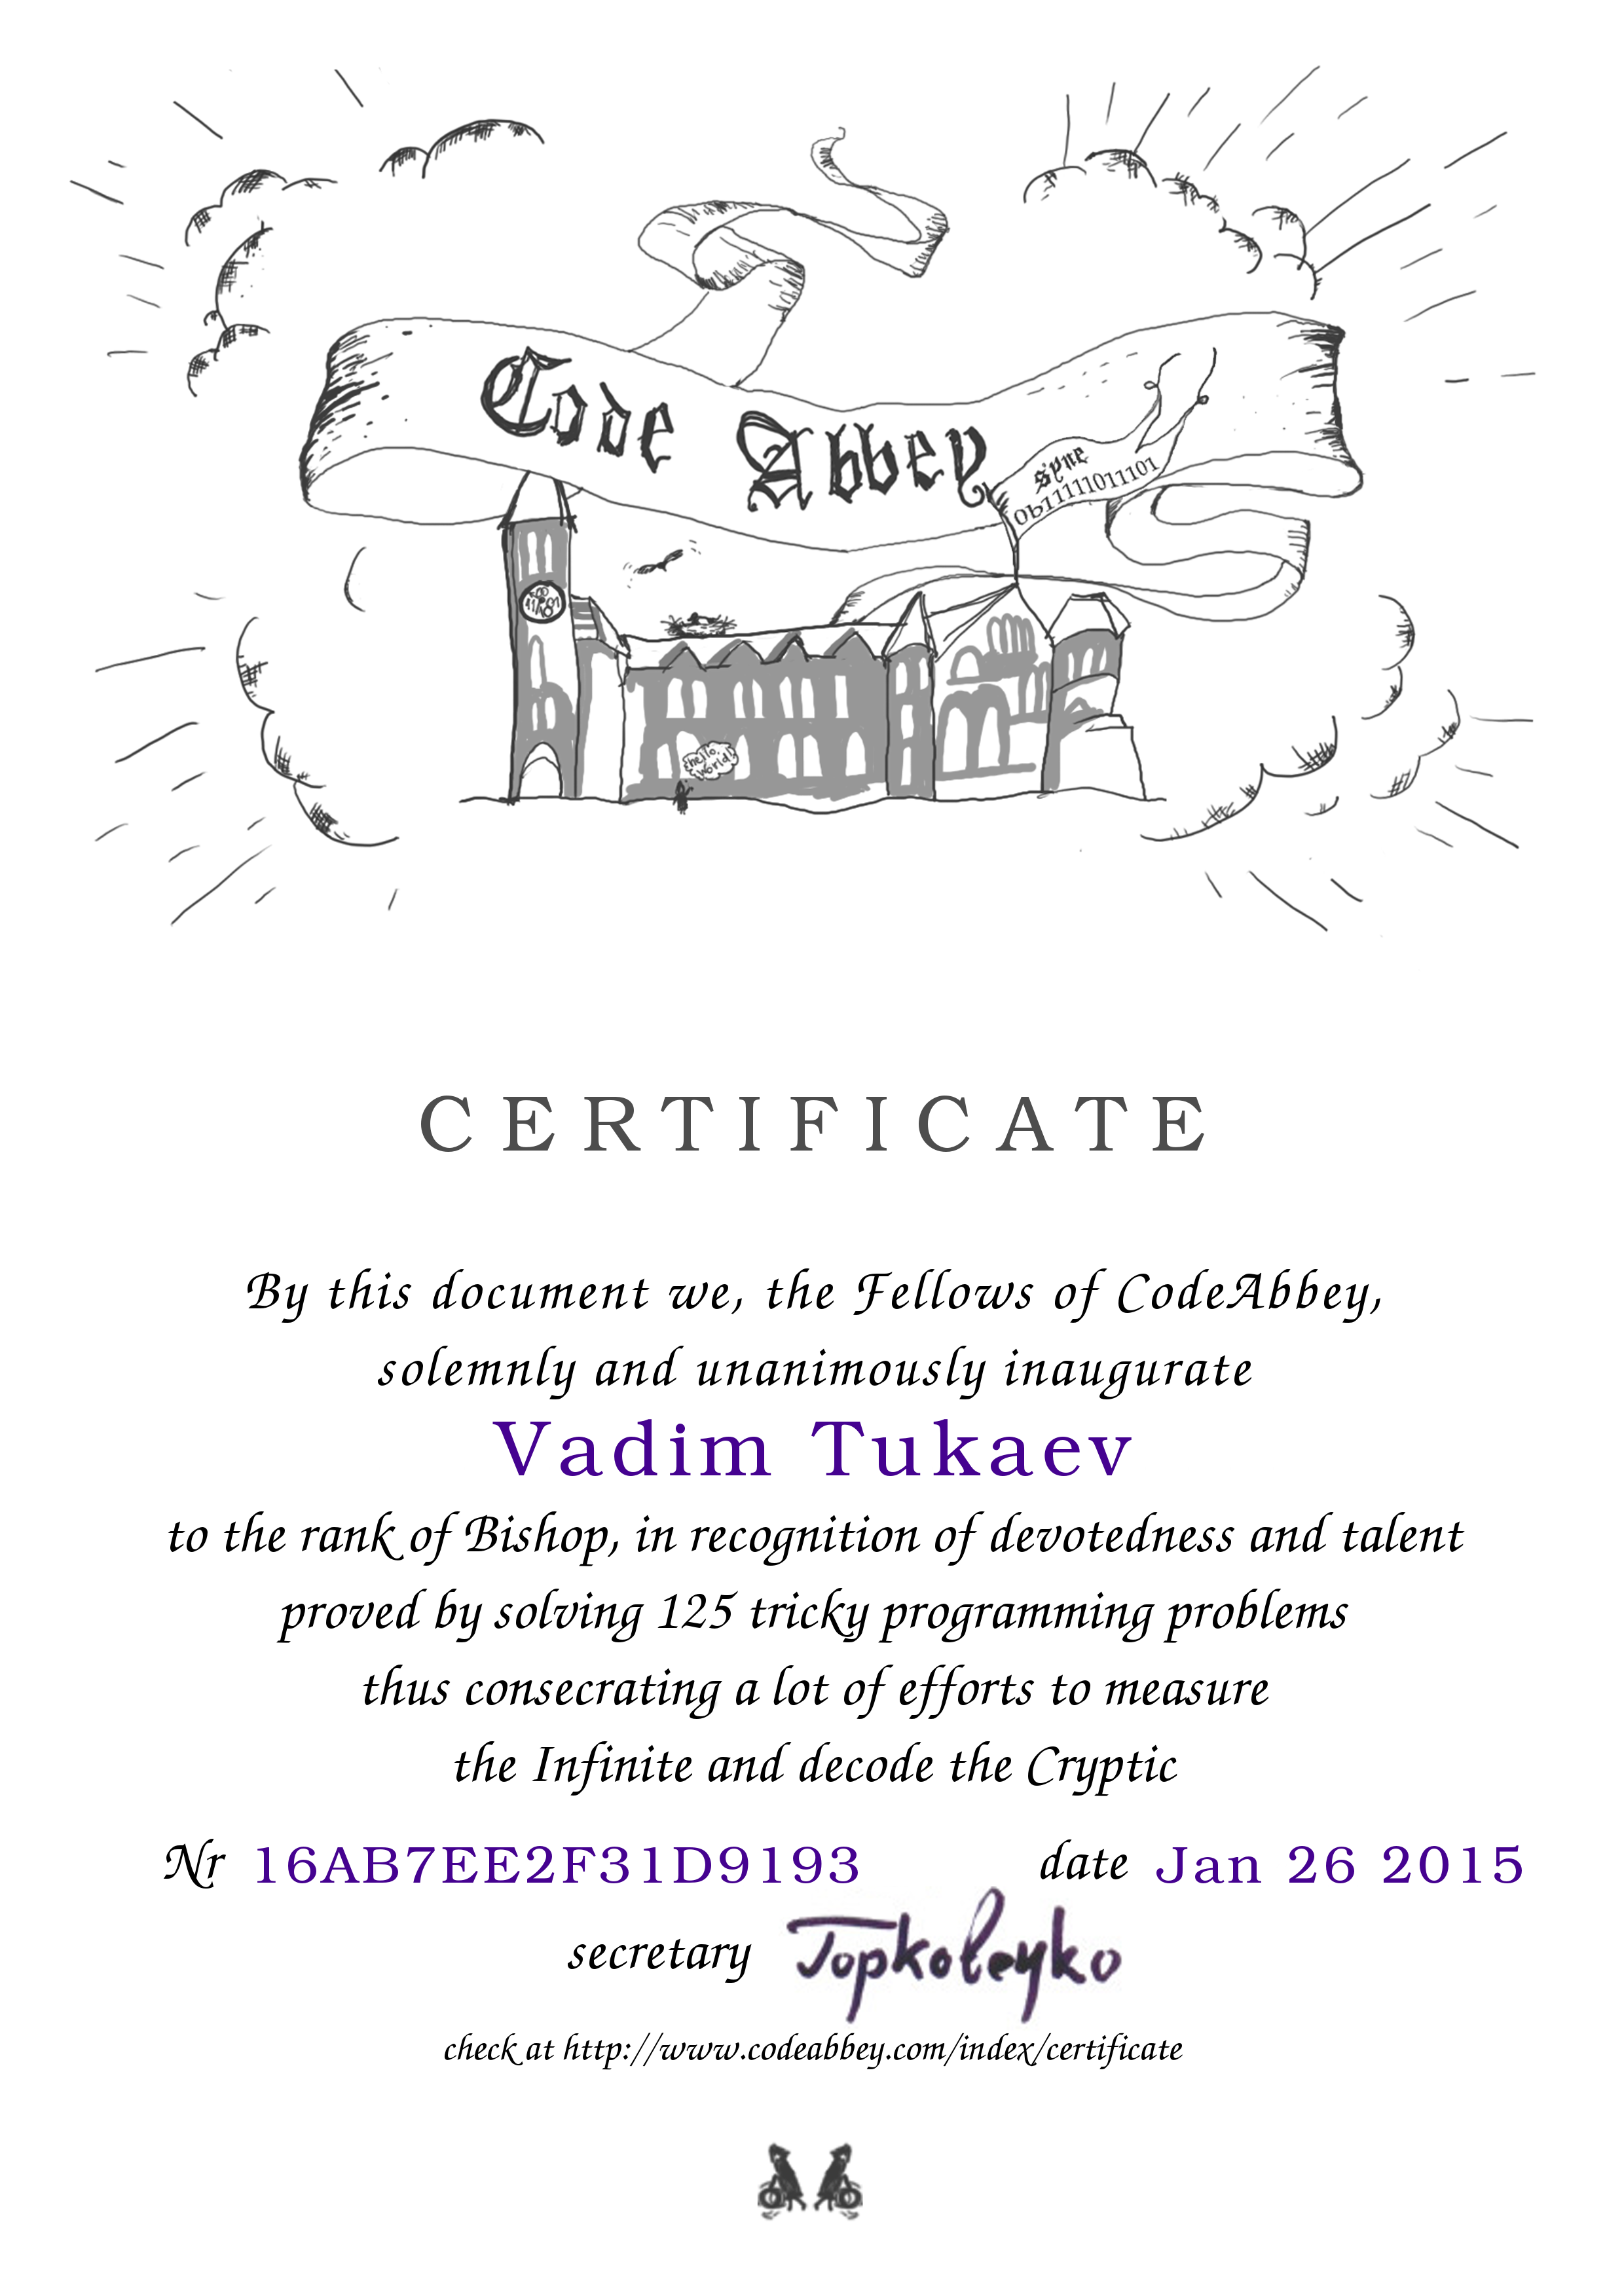 Code Abbey
syne
0b11111011101
hello,
world!
CERTIFICATE
By this document we, the Fellows of CodeAbbey,
solemnly and unanimously inaugurate
Vadim Tukaev
to the rank of Bishop, in recognition of devotedness and talent
proved by solving 125 tricky programming problems
thus consecrating a lot of efforts to measure
the Infinite and decode the Cryptic
Nr 16AB7EE2F31D9193 date Jan 26 2015
secretary Topkoleyko
check at http://www.codeabbey.com/index/certificate